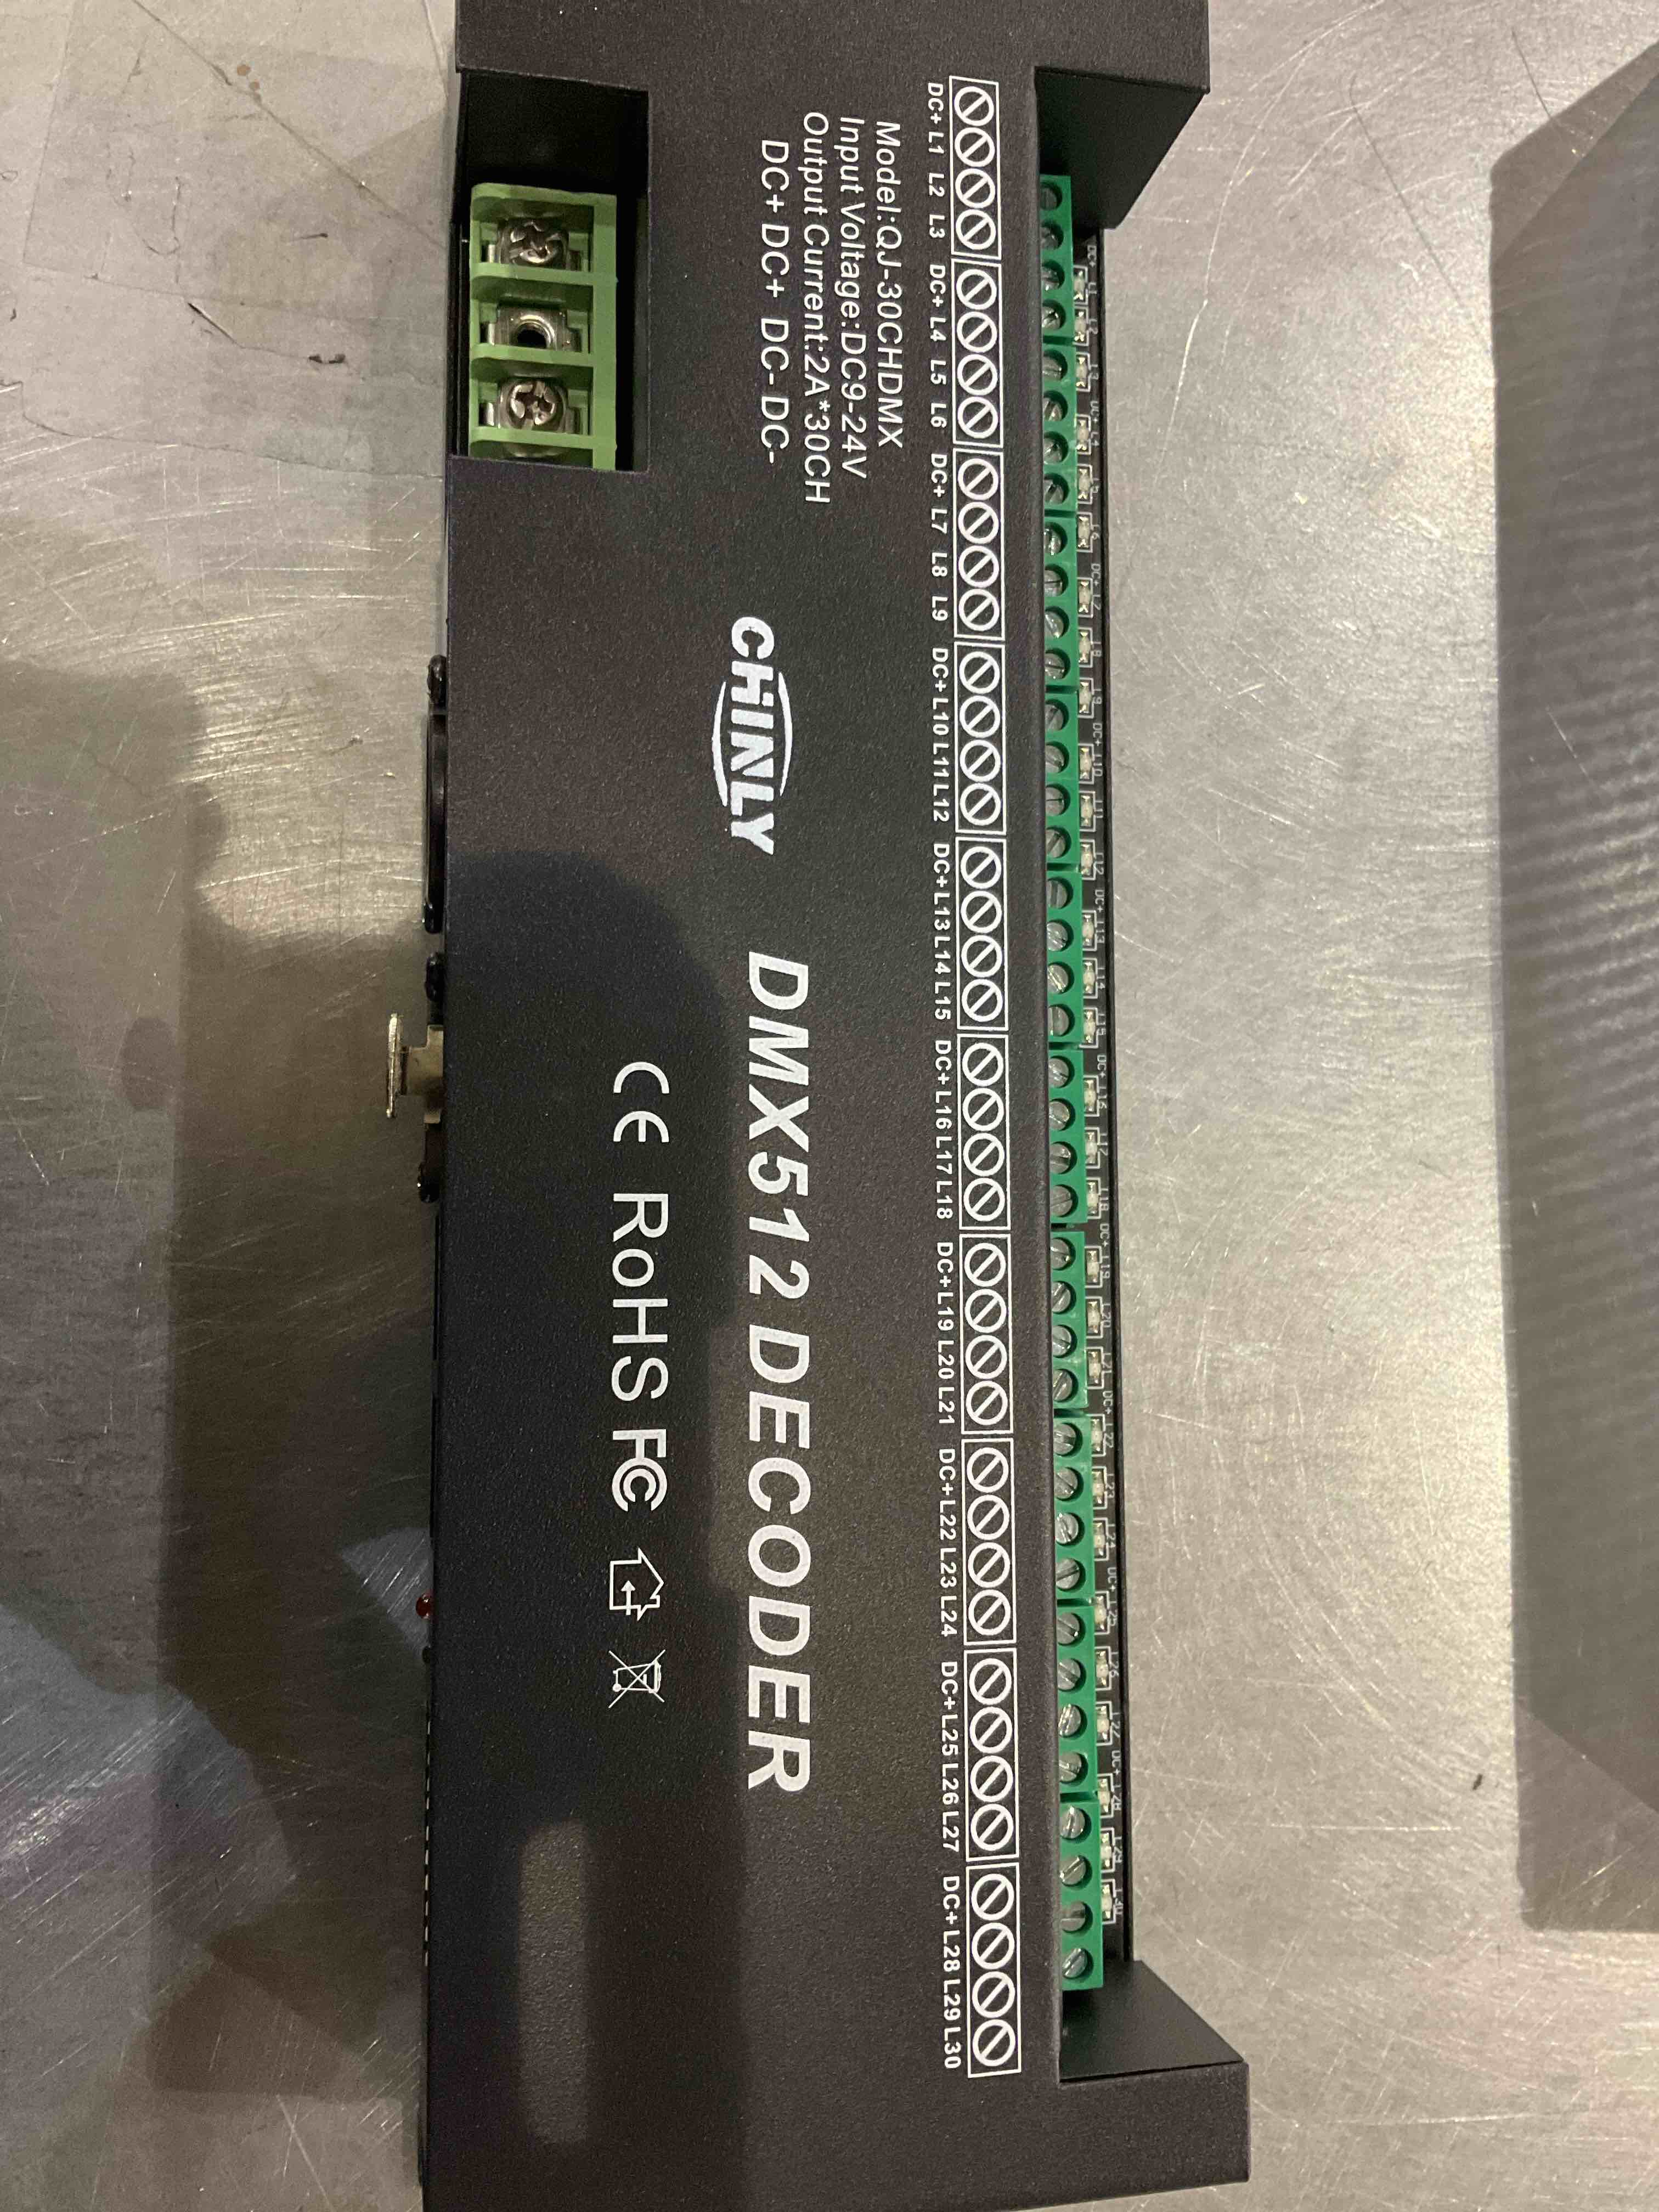 DC+ L1 L2 L3 DC+ L4 L5 L6 DC+ L7 L8 L9 DC+ L10 L11 L12 DC+ L13 L14 L15 DC+ L16 L17 L18 DC+ L19 L20 L21 DC+ L22 L23 L24 DC+ L25 L26 L27 DC+ L28 L29 L30
Model:QJ-30CHDMX
Input Voltage:DC9-24V
Output Current:2A*30CH
DC+ DC+ DC- DC-
CHINLY
DMX512 DECODER
CE RoHS FC